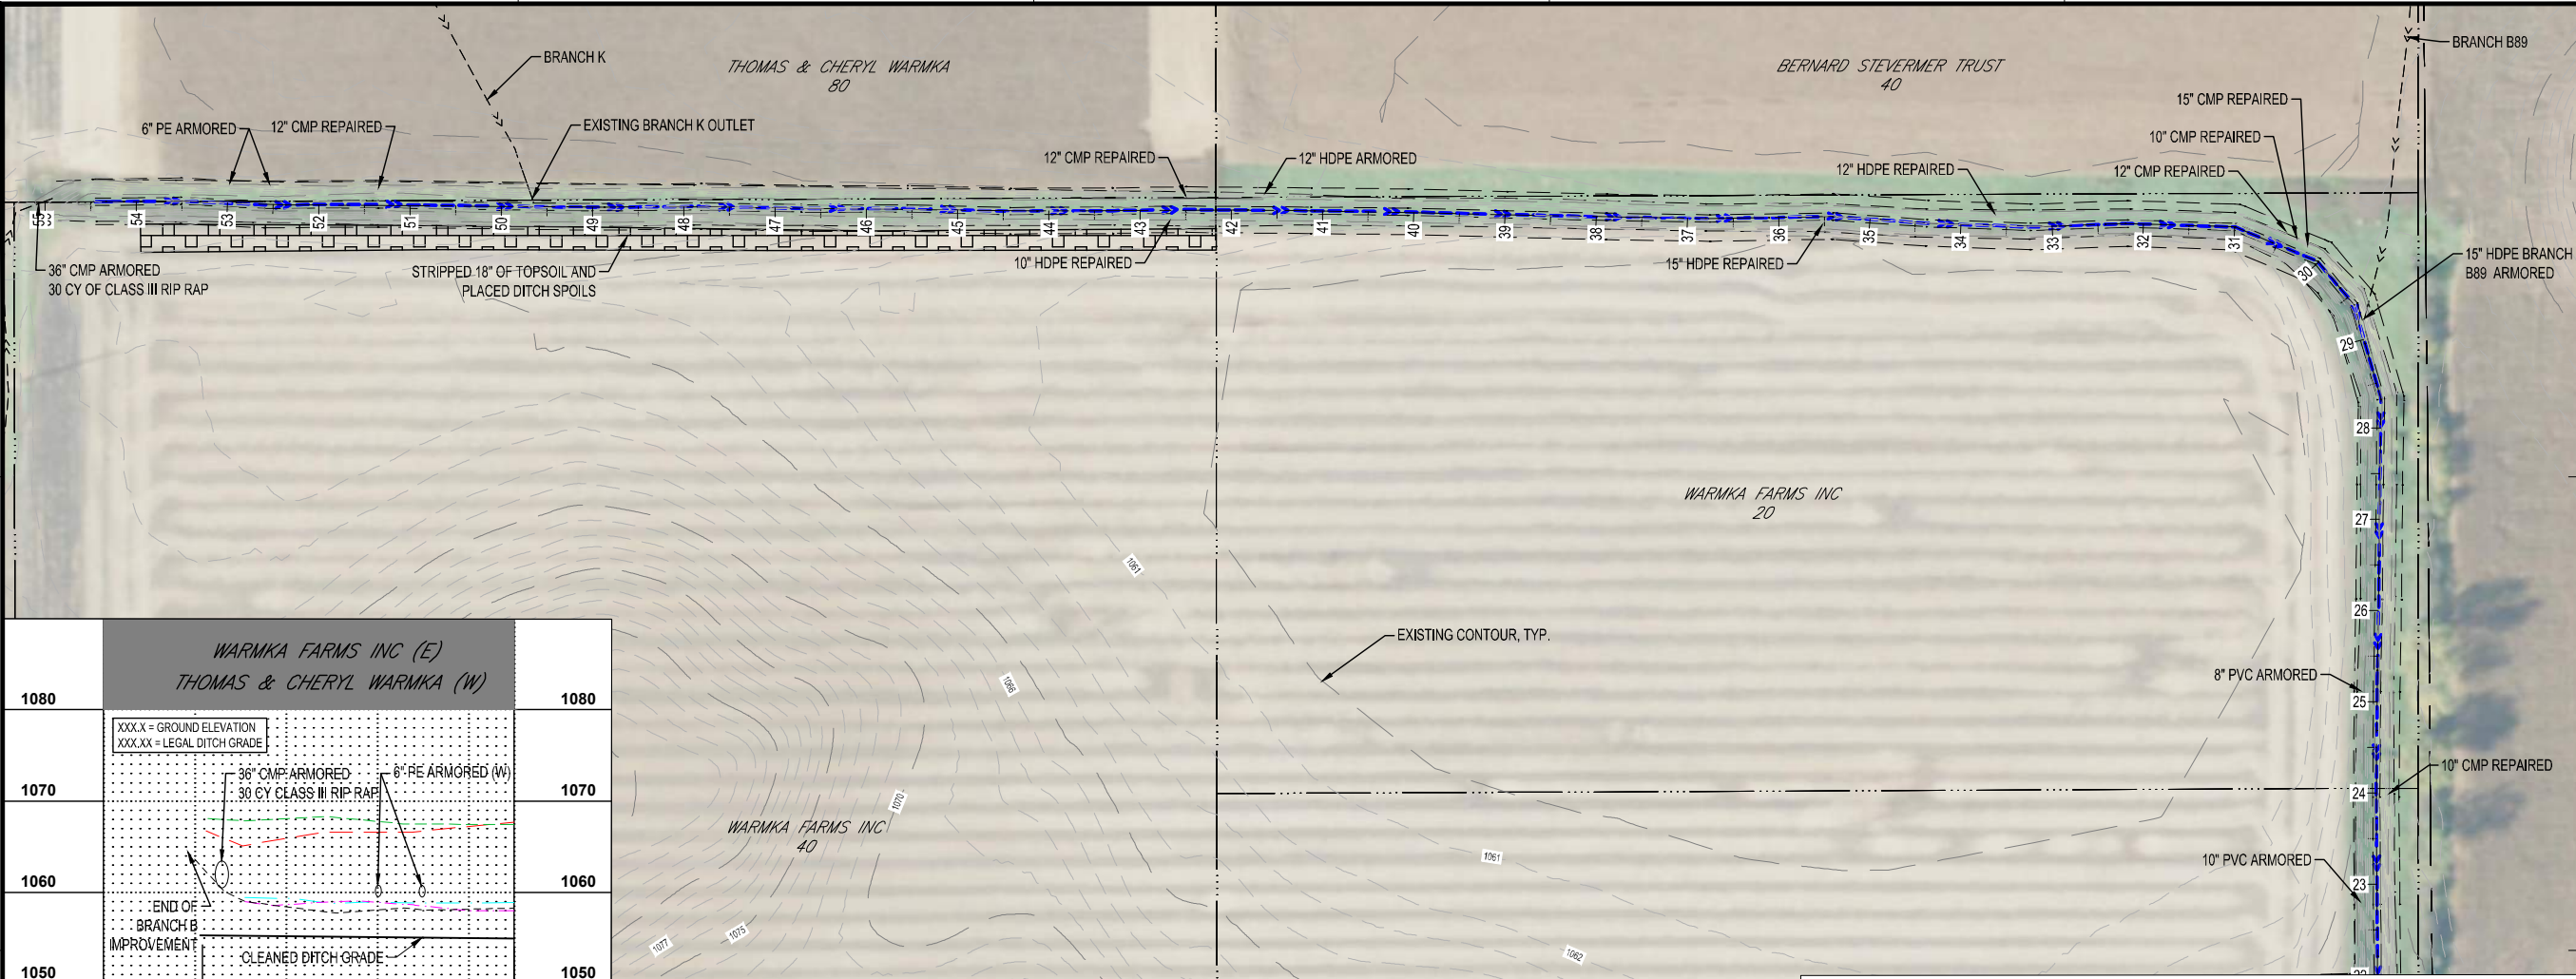 BRANCH K
THOMAS & CHERYL WARMKA
80
BERNARD STEVERMER TRUST
40
BRANCH B89
6" PE ARMORED
12" CMP REPAIRED
EXISTING BRANCH K OUTLET
12" CMP REPAIRED
12" HDPE ARMORED
12" HDPE REPAIRED
15" CMP REPAIRED
10" CMP REPAIRED
12" CMP REPAIRED
54
53
52
51
50
49
48
47
46
45
44
43
42
41
40
39
38
37
36
35
34
33
32
31
30
29
28
27
26
25
24
23
36" CMP ARMORED
30 CY OF CLASS III RIP RAP
STRIPPED 18" OF TOPSOIL AND
PLACED DITCH SPOILS
10" HDPE REPAIRED
15" HDPE REPAIRED
15" HDPE BRANCH
B89 ARMORED
WARMKA FARMS INC
20
1061
EXISTING CONTOUR, TYP.
1066
8" PVC ARMORED
10" CMP REPAIRED
1070
WARMKA FARMS INC
40
1061
10" PVC ARMORED
1077
1075
1062
WARMKA FARMS INC (E)
THOMAS & CHERYL WARMKA (W)
1080
1080
XXX.X = GROUND ELEVATION
XXX.XX = LEGAL DITCH GRADE
36" CMP ARMORED
30 CY CLASS III RIP RAP
6" PE ARMORED (W)
1070
1070
1060
1060
END OF
BRANCH B
IMPROVEMENT
CLEANED DITCH GRADE
1050
1050